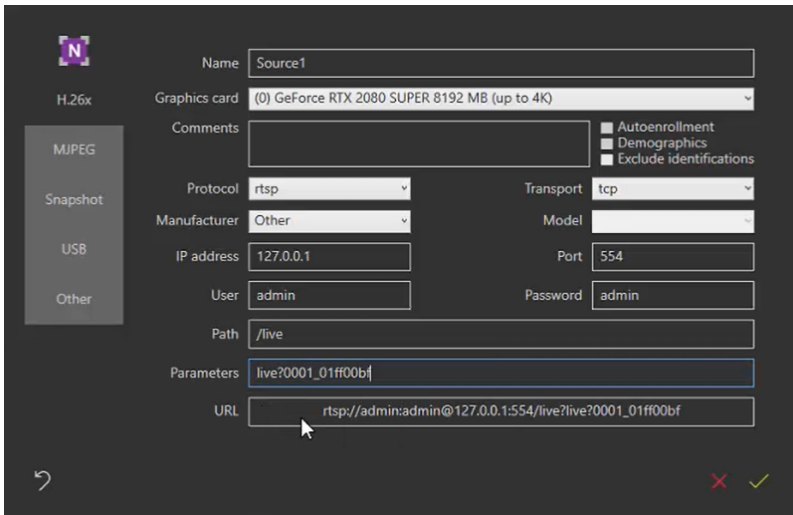 N
Name Source1
H.26x
Graphics card (0) GeForce RTX 2080 SUPER 8192 MB (up to 4K)
Comments
Autoenrollment
Demographics
Exclude identifications
MJPEG
Snapshot
USB
Other
Protocol rtsp Transport tcp
Manufacturer Other Model
IP address 127.0.0.1 Port 554
User admin Password admin
Path /live
Parameters live?0001_01ff00bf
URL rtsp://admin:admin@127.0.0.1:554/live?live?0001_01ff00bf